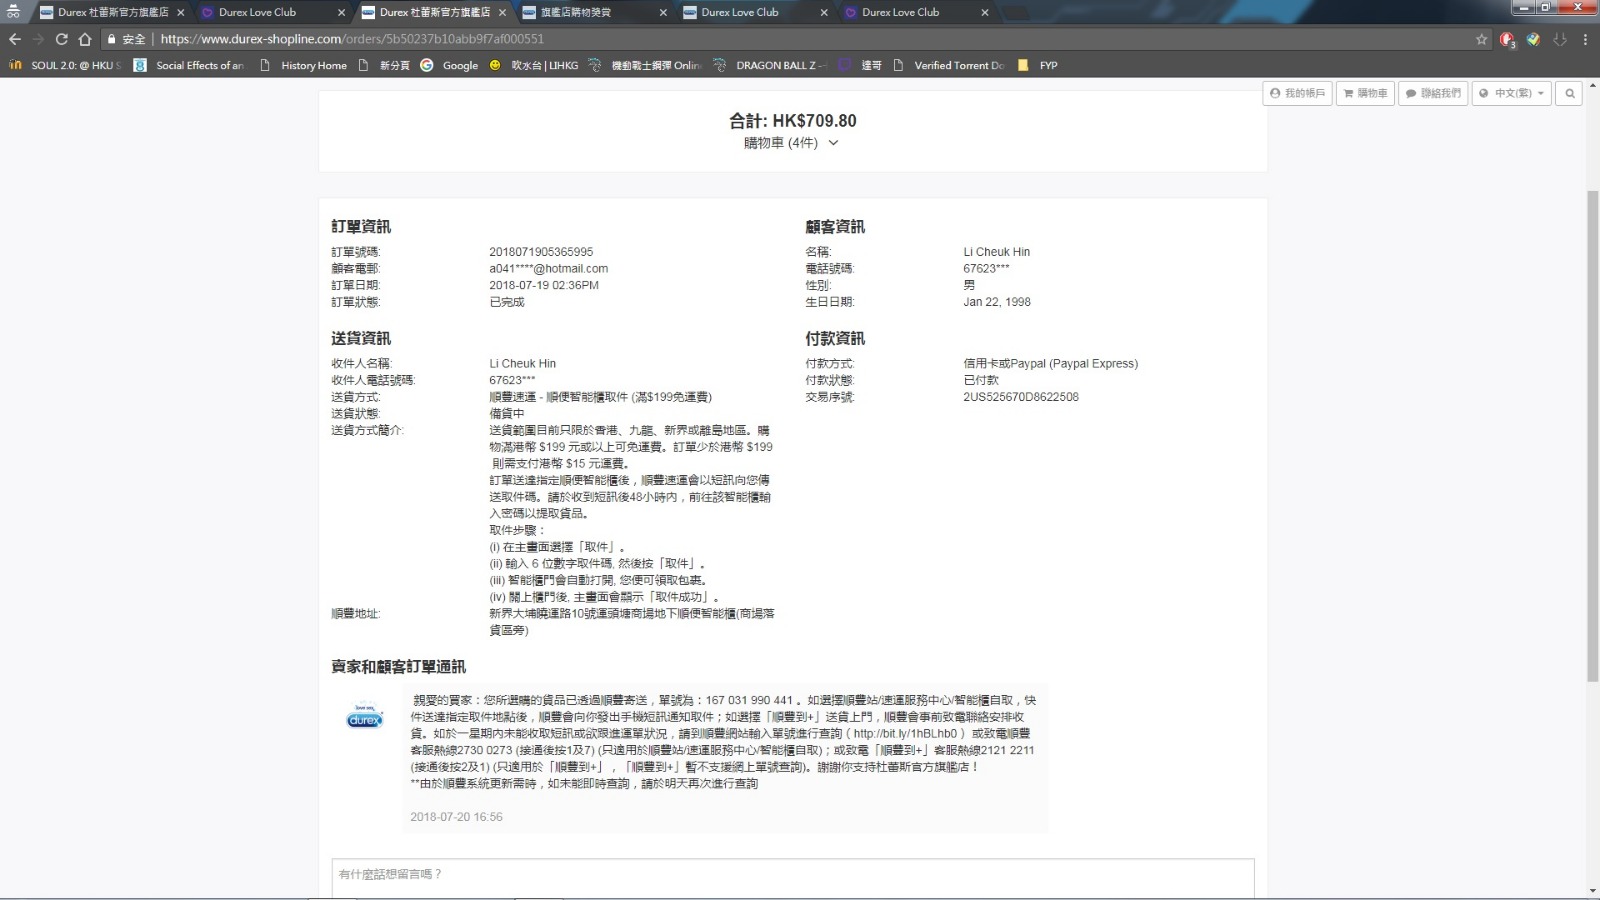 Durex 杜蕾斯官方旗艦店
Durex Love Club
Durex 杜蕾斯官方旗艦店
旗艦店購物獎賞
Durex Love Club
Durex Love Club
安全 | https://www.durex-shopline.com/orders/5b50237b10abb9f7af000551
SOUL 2.0: @ HKU S
Social Effects of an
History Home
新分頁
Google
吹水台 | LIHKG
機動戰士鋼彈 Onlin
DRAGON BALL Z -
達哥
Verified Torrent Do
FYP
我的帳戶
購物車
聯絡我們
中文(繁)
合計: HK$709.80
購物車 (4件)
訂單資訊
訂單號碼: 2018071905365995
顧客電郵: a041****@hotmail.com
訂單日期: 2018-07-19 02:36PM
訂單狀態: 已完成
顧客資訊
名稱: Li Cheuk Hin
電話號碼: 67623***
性別: 男
生日日期: Jan 22, 1998
送貨資訊
收件人名稱: Li Cheuk Hin
收件人電話號碼: 67623***
送貨方式: 順豐速運 - 順便智能櫃取件 (滿$199免運費)
送貨狀態: 備貨中
送貨方式簡介: 送貨範圍目前只限於香港、九龍、新界或離島地區。購
物滿港幣 $199 元或以上可免運費。訂單少於港幣 $199
則需支付港幣 $15 元運費。
訂單送達指定順便智能櫃後，順豐速運會以短訊向您傳
送取件碼。請於收到短訊後48小時內，前往該智能櫃輸
入密碼以提取貨品。
取件步驟：
(i) 在主畫面選擇「取件」。
(ii) 輸入 6 位數字取件碼, 然後按「取件」。
(iii) 智能櫃門會自動打開, 您便可領取包裹。
(iv) 關上櫃門後, 主畫面會顯示「取件成功」。
順豐地址: 新界大埔曉運路10號運頭塘商場地下順便智能櫃(商場落
貨區旁)
付款資訊
付款方式: 信用卡或Paypal (Paypal Express)
付款狀態: 已付款
交易序號: 2US525670D8622508
賣家和顧客訂單通訊
love sex
durex
親愛的買家：您所選購的貨品已透過順豐寄送，單號為：167 031 990 441 。如選擇順豐站/速運服務中心/智能櫃自取，快
件送達指定取件地點後，順豐會向你發出手機短訊通知取件；如選擇「順豐到+」送貨上門，順豐會事前致電聯絡安排收
貨。如於一星期內未能收取短訊或欲跟進運單狀況，請到順豐網站輸入單號進行查詢（http://bit.ly/1hBLhb0 ）或致電順豐
客服熱線2730 0273 (接通後按1及7) (只適用於順豐站/速運服務中心/智能櫃自取)；或致電「順豐到+」客服熱線2121 2211
(接通後按2及1) (只適用於「順豐到+」，「順豐到+」暫不支援網上單號查詢)。謝謝你支持杜蕾斯官方旗艦店！
**由於順豐系統更新需時，如未能即時查詢，請於明天再次進行查詢
2018-07-20 16:56
有什麼話想留言嗎？